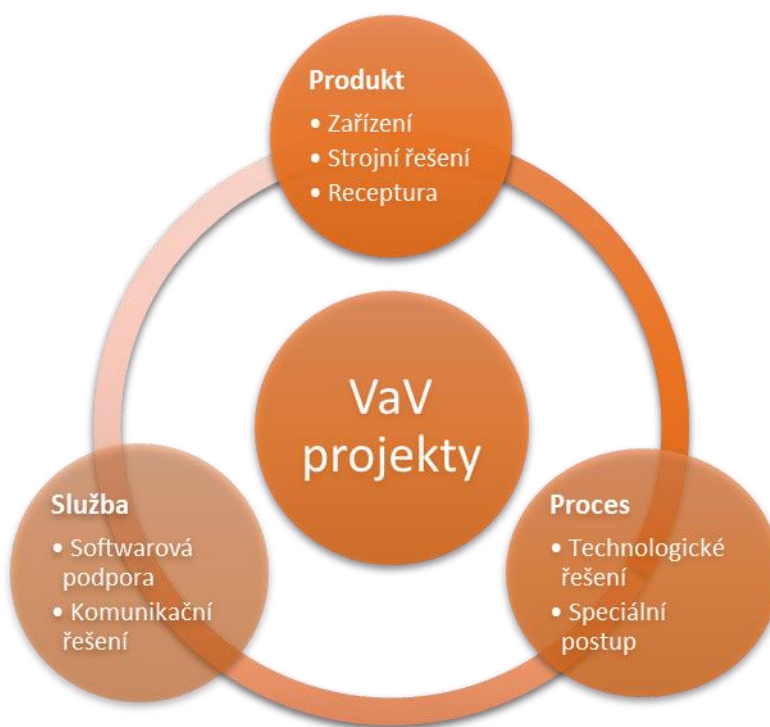 Produkt
• Zařízení
• Strojní řešení
• Receptura
VaV
projekty
Služba
• Softwarová
podpora
• Komunikační
řešení
Proces
• Technologické
řešení
• Speciální
postup